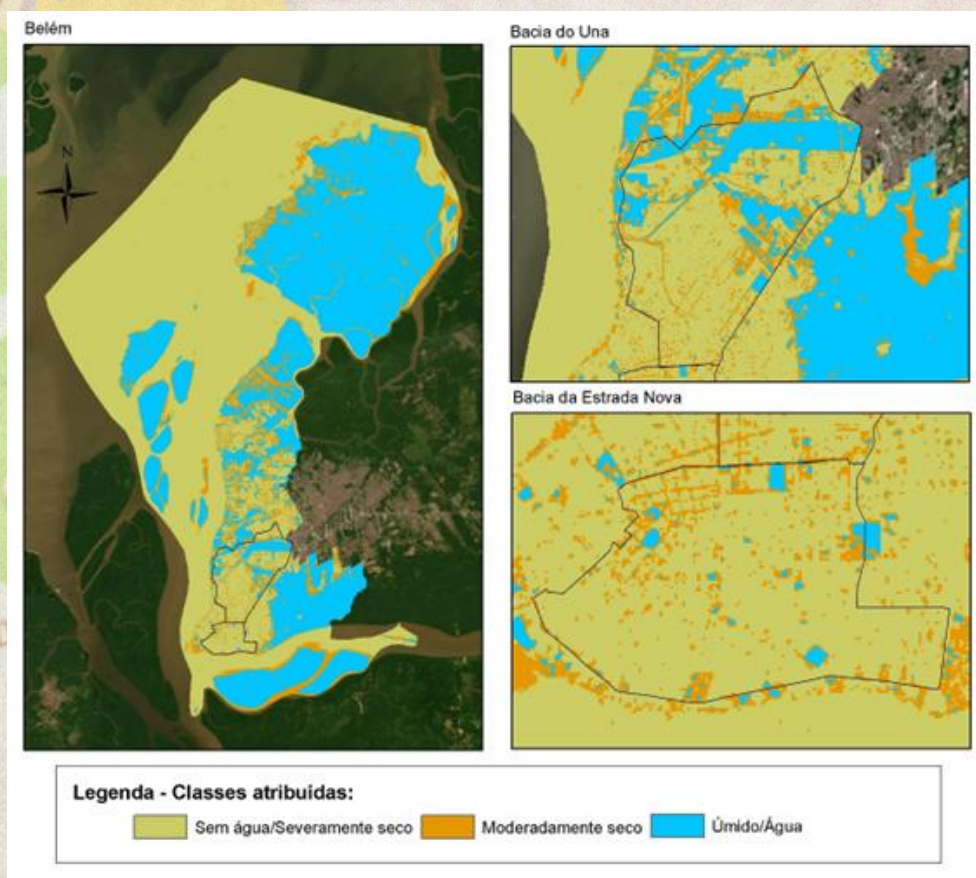 Belém
N
Bacia do Una
Bacia da Estrada Nova
Legenda - Classes atribuídas:
Sem água/Severamente seco
Moderadamente seco
Úmido/Água